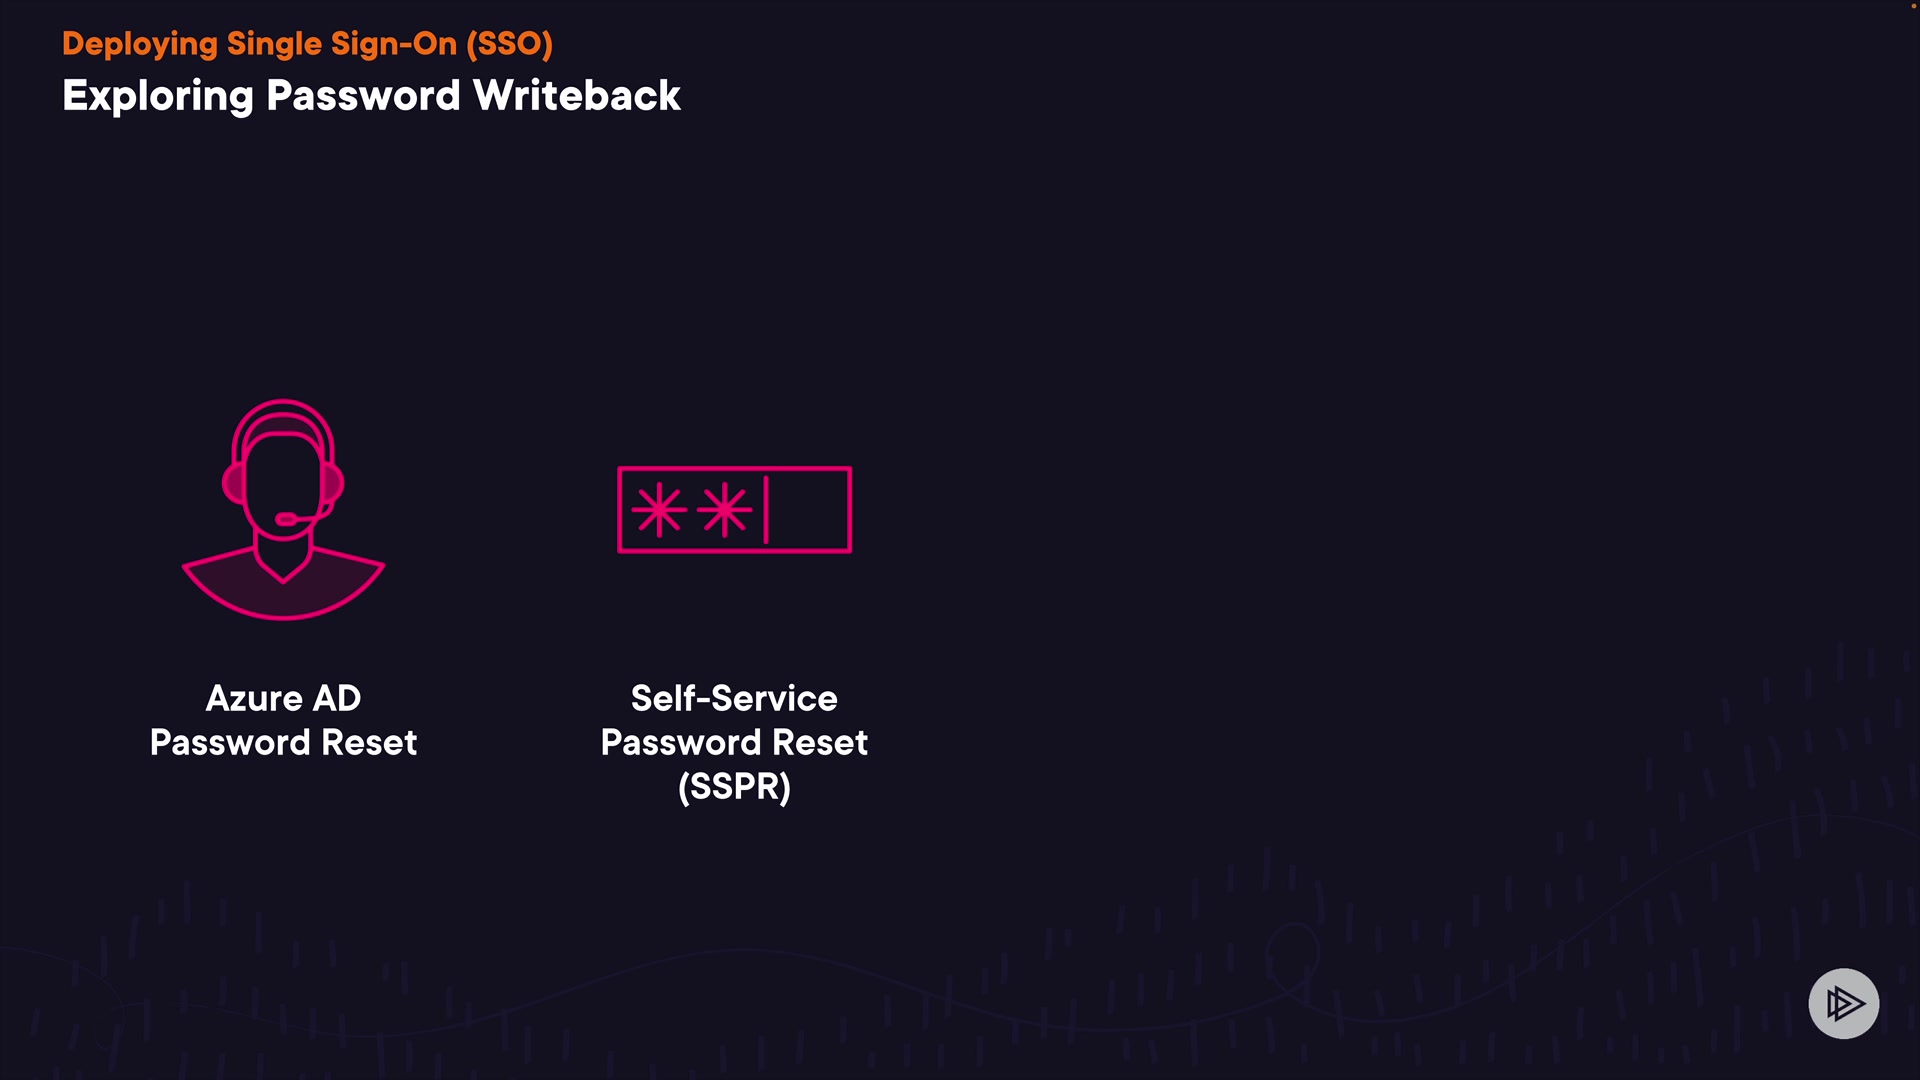 Deploying Single Sign-On (SSO)
Exploring Password Writeback
Azure AD
Password Reset
Self-Service
Password Reset
(SSPR)